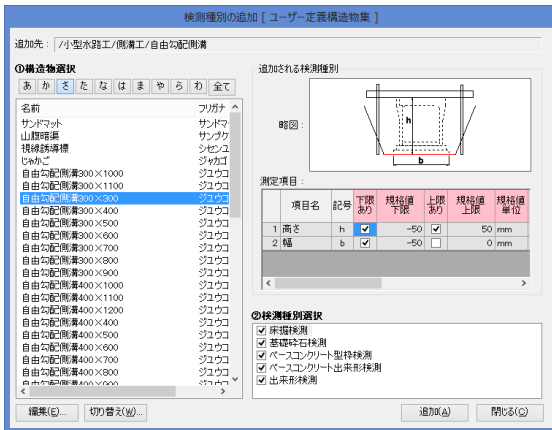 検測種別の追加 [ ユーザー定義構造物集 ]
追加先： /小型水路工/側溝工/自由勾配側溝
①構造物選択
あ か さ た な は ま や ら わ 全て
名前 フリガナ
サンドマット サンドマ
山腹暗渠 サンプケ
視線誘導標 シセンユ
じゃかご ジャカゴ
自由勾配側溝300×1000 ジユウコ
自由勾配側溝300×1100 ジユウコ
自由勾配側溝300×300 ジユウコ
自由勾配側溝300×400 ジユウコ
自由勾配側溝300×500 ジユウコ
自由勾配側溝300×600 ジユウコ
自由勾配側溝300×700 ジユウコ
自由勾配側溝300×800 ジユウコ
自由勾配側溝300×900 ジユウコ
自由勾配側溝400×1000 ジユウコ
自由勾配側溝400×1100 ジユウコ
自由勾配側溝400×1200 ジユウコ
自由勾配側溝400×400 ジユウコ
自由勾配側溝400×500 ジユウコ
自由勾配側溝400×600 ジユウコ
自由勾配側溝400×700 ジユウコ
自由勾配側溝400×800 ジユウコ
自由勾配側溝400×900 ジユウコ
編集(E)... 切り替え(W)...
追加される検測種別
略図：
h
b
測定項目：
項目名 記号 下限あり 規格値下限 上限あり 規格値上限 規格値単位
1 高さ h -50 50 mm
2 幅 b -50 0 mm
②検測種別選択
床掘検測
基礎砕石検測
ベースコンクリート型枠検測
ベースコンクリート出来形検測
出来形検測
追加(A) 閉じる(C)